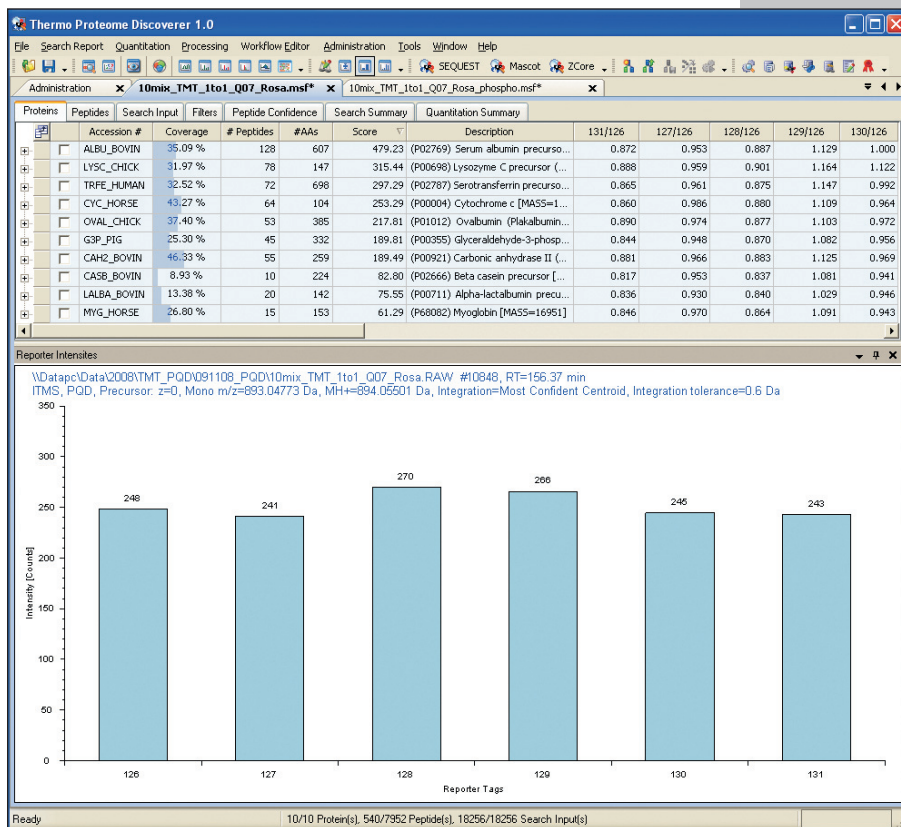 Thermo Proteome Discoverer 1.0
File Search Report Quantitation Processing Workflow Editor Administration Tools Window Help
SEQUEST Mascot ZCore
Administration 10mix_TMT_1to1_Q07_Rosa.msf* 10mix_TMT_1to1_Q07_Rosa_phospho.msf*
Proteins Peptides Search Input Filters Peptide Confidence Search Summary Quantitation Summary
Accession # Coverage # Peptides #AAs Score Description 131/126 127/126 128/126 129/126 130/126
ALBU_BOVIN 35.09 % 128 607 479.23 (P02769) Serum albumin precurso... 0.872 0.953 0.887 1.129 1.000
LYSC_CHICK 31.97 % 78 147 315.44 (P00698) Lysozyme C precursor (... 0.888 0.959 0.901 1.164 1.122
TRFE_HUMAN 32.52 % 72 698 297.29 (P02787) Serotransferrin precurso... 0.865 0.961 0.875 1.147 0.992
CYC_HORSE 43.27 % 64 104 253.29 (P00004) Cytochrome c [MASS=1... 0.860 0.986 0.880 1.109 0.964
OVAL_CHICK 37.40 % 53 385 217.81 (P01012) Ovalbumin (Plakalbumin... 0.890 0.974 0.877 1.103 0.972
G3P_PIG 25.30 % 45 332 189.81 (P00355) Glyceraldehyde-3-phosp... 0.844 0.948 0.870 1.082 0.956
CAH2_BOVIN 46.33 % 55 259 189.49 (P00921) Carbonic anhydrase II (... 0.881 0.966 0.883 1.125 0.969
CASB_BOVIN 8.93 % 10 224 82.80 (P02666) Beta casein precursor [... 0.817 0.953 0.837 1.081 0.941
LALBA_BOVIN 13.38 % 20 142 75.55 (P00711) Alpha-lactalbumin precu... 0.836 0.930 0.840 1.029 0.946
MYG_HORSE 26.80 % 15 153 61.29 (P68082) Myoglobin [MASS=16951] 0.846 0.970 0.864 1.091 0.943
Reporter Intensites
\\Datapc\Data\2008\TMT_PQD\091108_PQD\10mix_TMT_1to1_Q07_Rosa.RAW #10848, RT=156.37 min
ITMS, PQD, Precursor: z=0, Mono m/z=893.04773 Da, MH+=894.05501 Da, Integration=Most Confident Centroid, Integration tolerance=0.6 Da
350
300
250
200
150
100
50
0
Intensity [Counts]
248 241 270 266 245 243
126 127 128 129 130 131
Reporter Tags
Ready 10/10 Protein(s), 540/7952 Peptide(s), 18256/18256 Search Input(s)